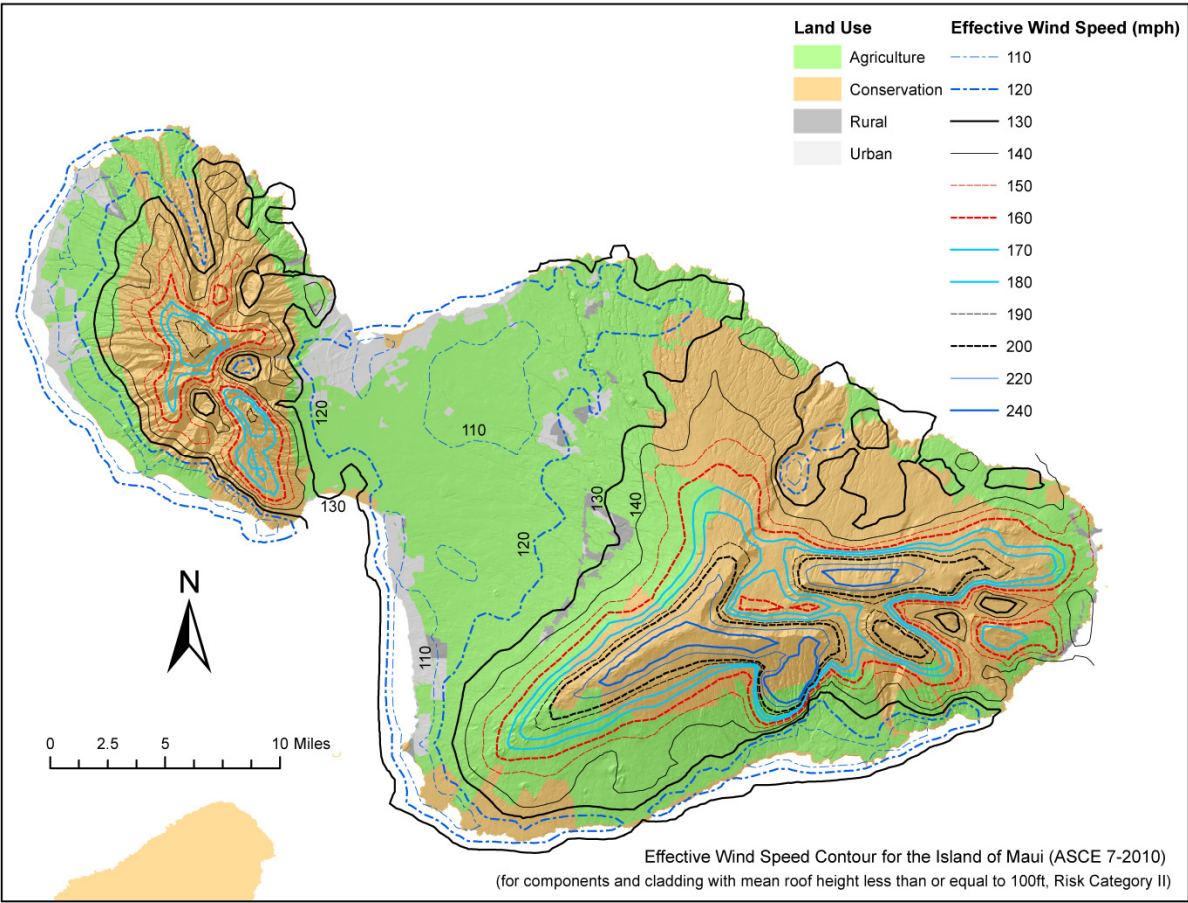 Land Use
Agriculture
Conservation
Rural
Urban
Effective Wind Speed (mph)
110
120
130
140
150
160
170
180
190
200
220
240
120
110
130
130
140
120
110
N
0 2.5 5 10 Miles
Effective Wind Speed Contour for the Island of Maui (ASCE 7-2010)
(for components and cladding with mean roof height less than or equal to 100ft, Risk Category II)